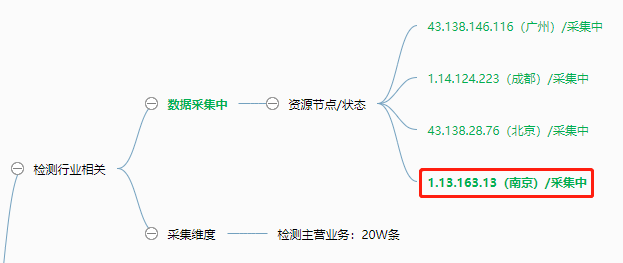 43.138.146.116（广州）/采集中
1.14.124.223（成都）/采集中
数据采集中
资源节点/状态
43.138.28.76（北京）/采集中
检测行业相关
1.13.163.13（南京）/采集中
采集维度
检测主营业务：20W条